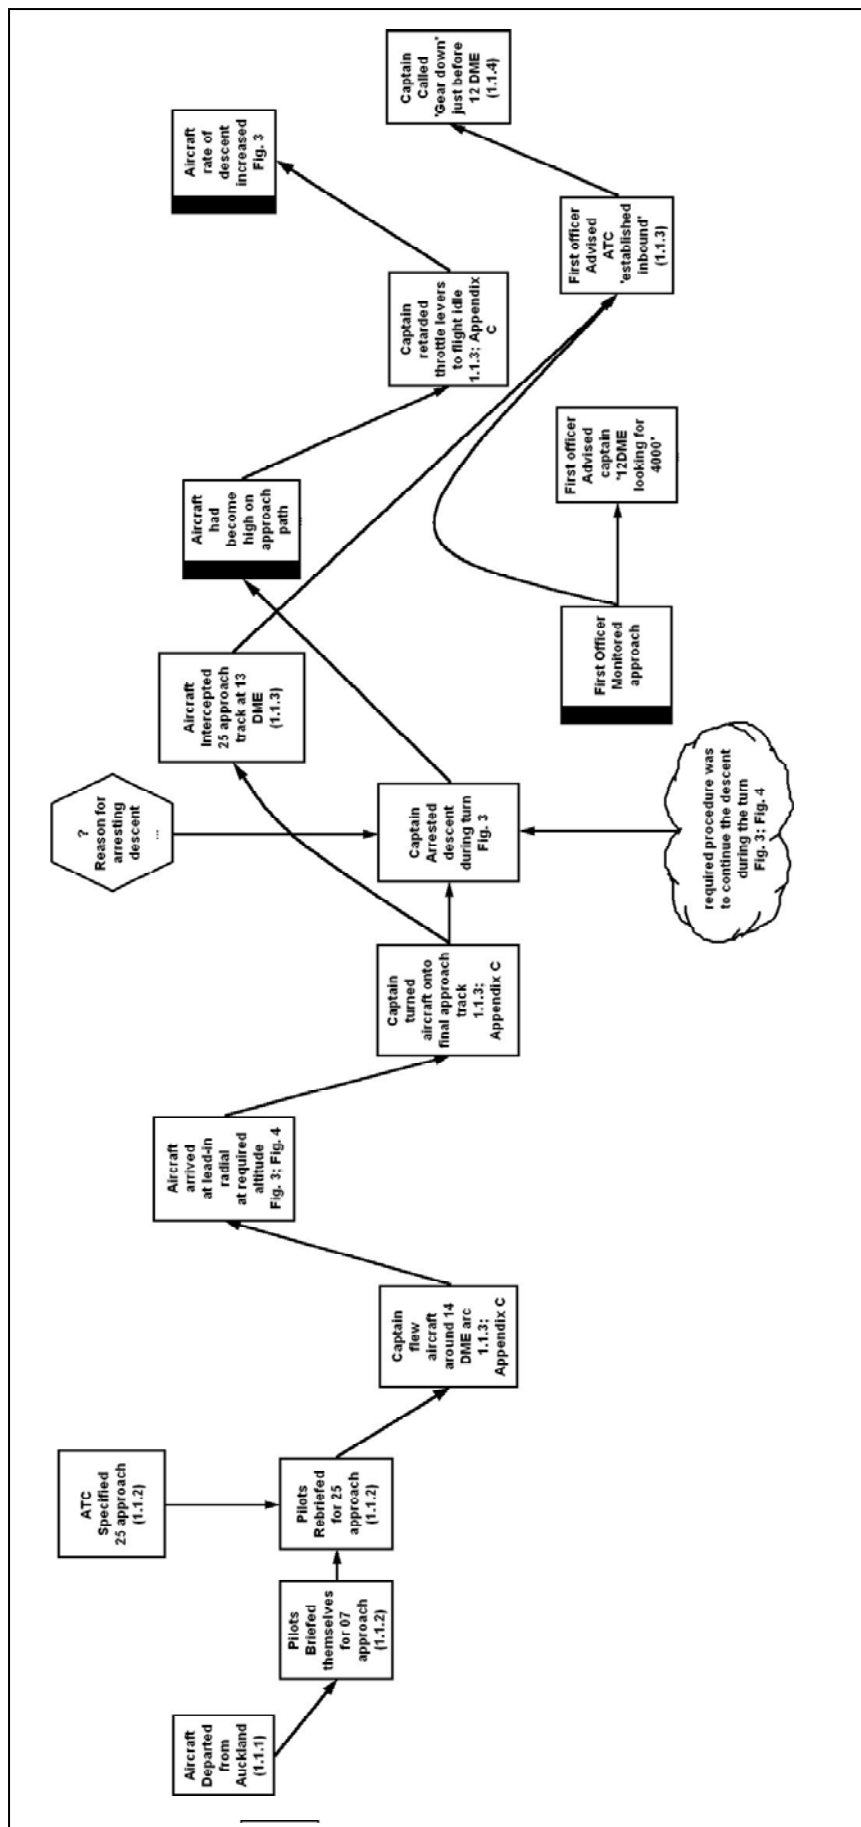 Aircraft
Departed
from
Auckland
(1.1.1)
Pilots
Briefed
themselves
for 07
approach
(1.1.2)
ATC
Specified
25 approach
(1.1.2)
Pilots
Rebriefed
for 25
approach
(1.1.2)
Captain
flew
aircraft
around 14
DME arc
1.1.3;
Appendix C
Aircraft
arrived
at lead-in
radial
at required
altitude
Fig. 3; Fig. 4
Captain
turned
aircraft onto
final approach
track
1.1.3;
Appendix C
?
Reason for
arresting
descent
...
Captain
Arrested
descent
during turn
Fig. 3
required procedure was
to continue the descent
during the turn
Fig. 3; Fig. 4
Aircraft
Intercepted
25 approach
track at 13
DME
(1.1.3)
First Officer
Monitored
approach
Aircraft
had
become
high on
approach
path
...
First officer
Advised
captain
'12DME
looking for
4000'
...
Captain
retarded
throttle levers
to flight idle
1.1.3; Appendix
C
First officer
Advised
ATC
'established
inbound'
(1.1.3)
Aircraft
rate of
descent
increased
Fig. 3
Captain
Called
'Gear down'
just before
12 DME
(1.1.4)